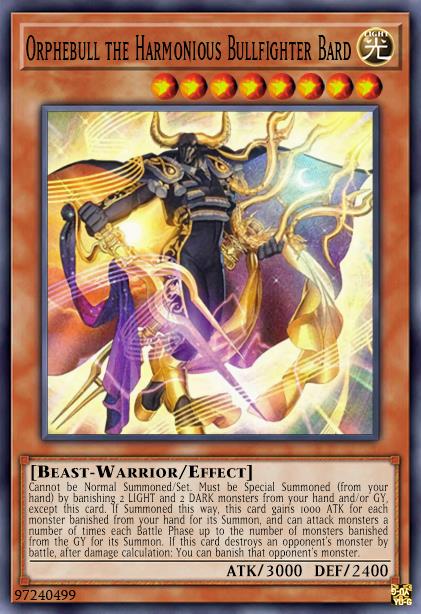 Orphebull the Harmonious Bullfighter Bard
LIGHT
光
[Beast-Warrior/Effect]
Cannot be Normal Summoned/Set. Must be Special Summoned (from your
hand) by banishing 2 LIGHT and 2 DARK monsters from your hand and/or GY,
except this card. If Summoned this way, this card gains 1000 ATK for each
monster banished from your hand for its Summon, and can attack monsters a
number of times each Battle Phase up to the number of monsters banished
from the GY for its Summon. If this card destroys an opponent's monster by
battle, after damage calculation: You can banish that opponent's monster.
ATK/3000 DEF/2400
97240499